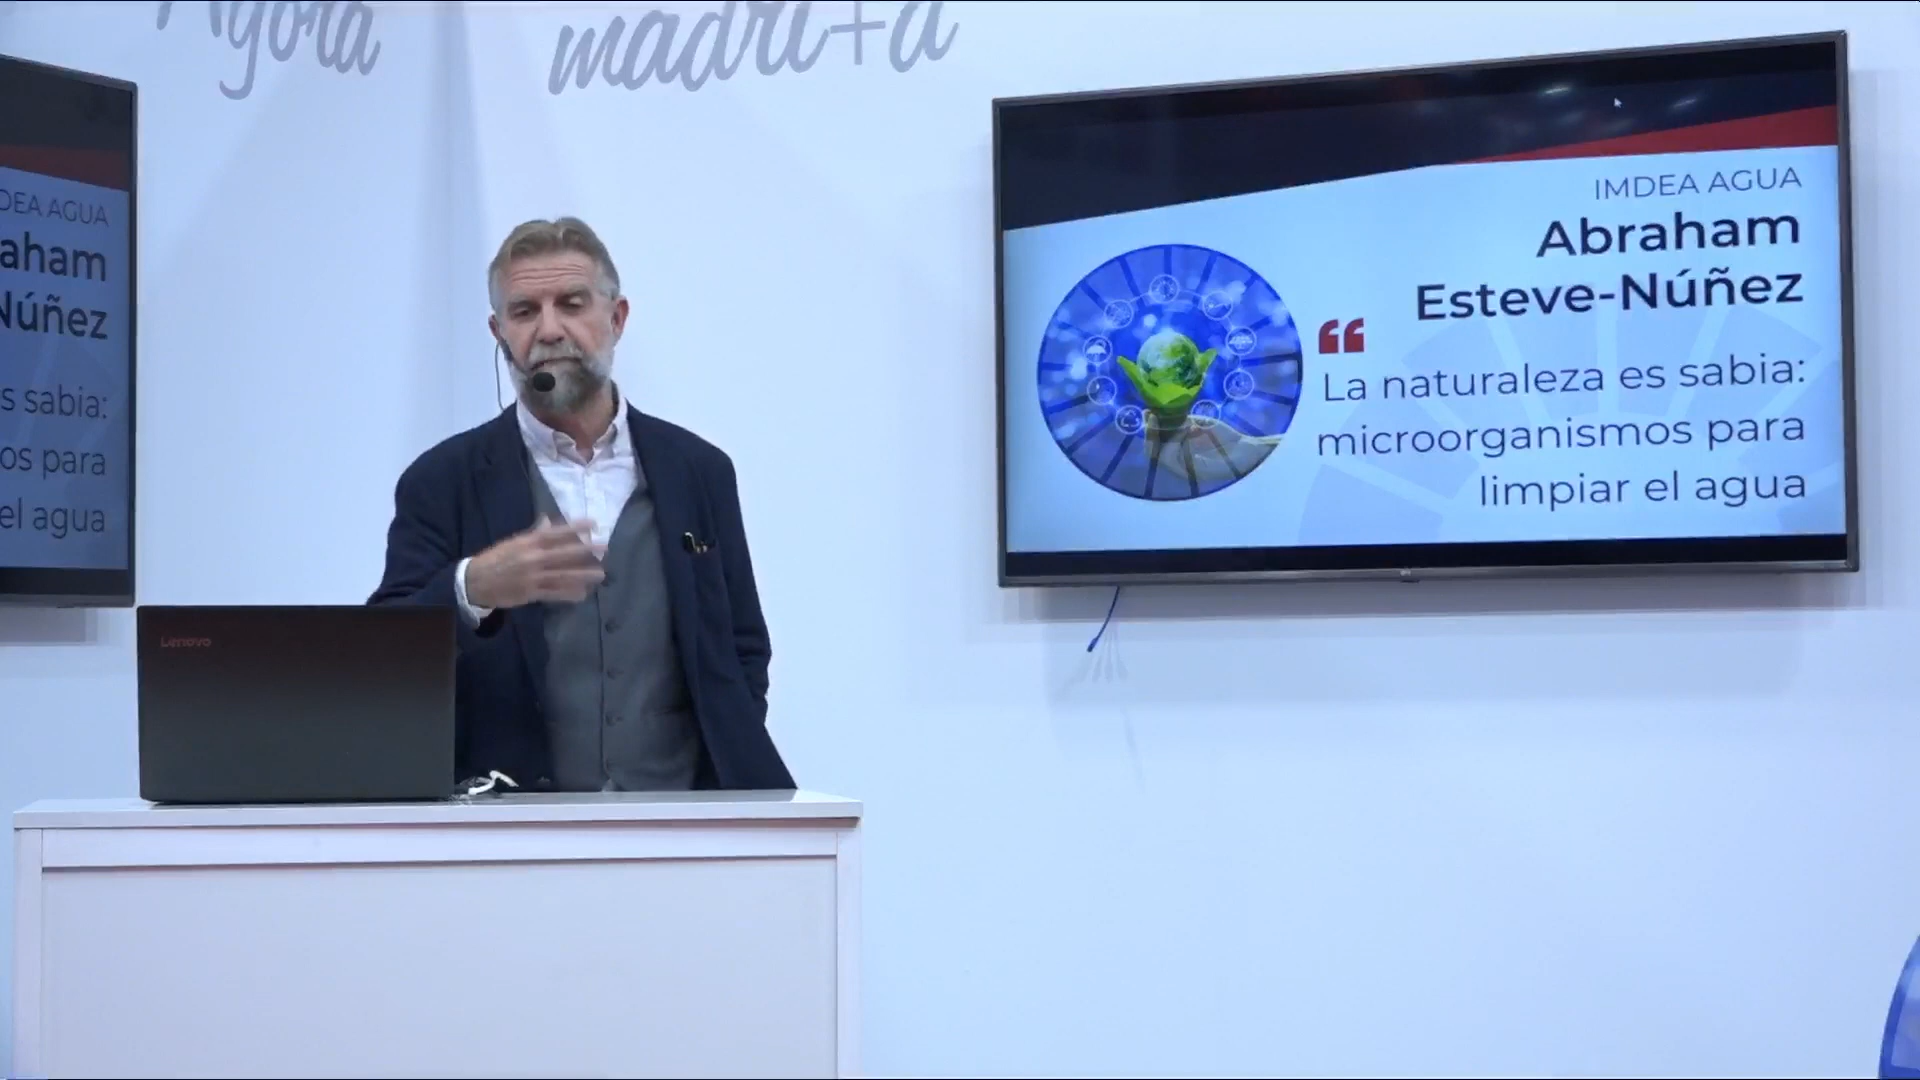 Agora
madri+d
DEA AGUA
aham
Núñez
s sabia:
os para
el agua
Lenovo
IMDEA AGUA
Abraham
Esteve-Núñez
“
La naturaleza es sabia:
microorganismos para
limpiar el agua